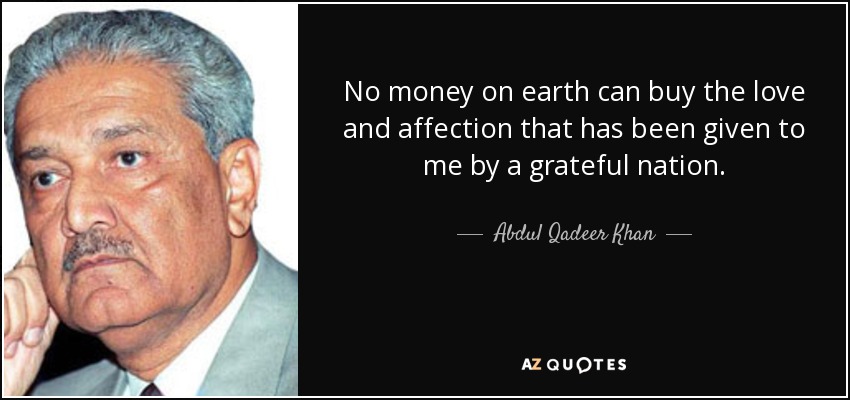 No money on earth can buy the love
and affection that has been given to
me by a grateful nation.
Abdul Qadeer Khan
AZ QUOTES